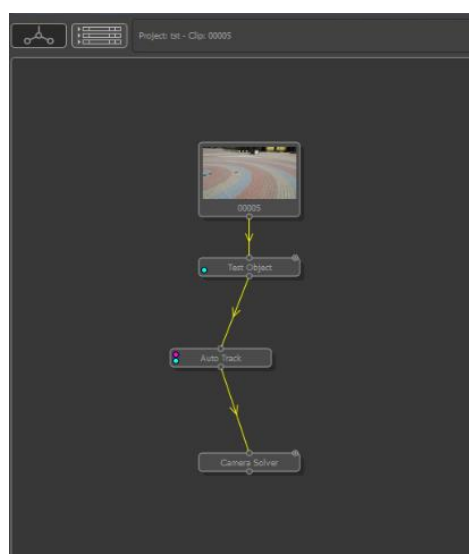 Project: tst - Clip: 00005
00005
Test Object
Auto Track
Camera Solver